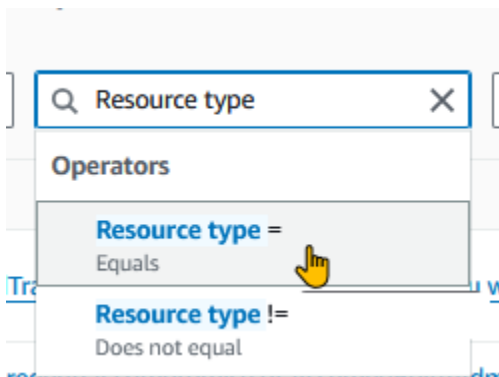 Resource type
Operators
Resource type =
Equals
Resource type !=
Does not equal